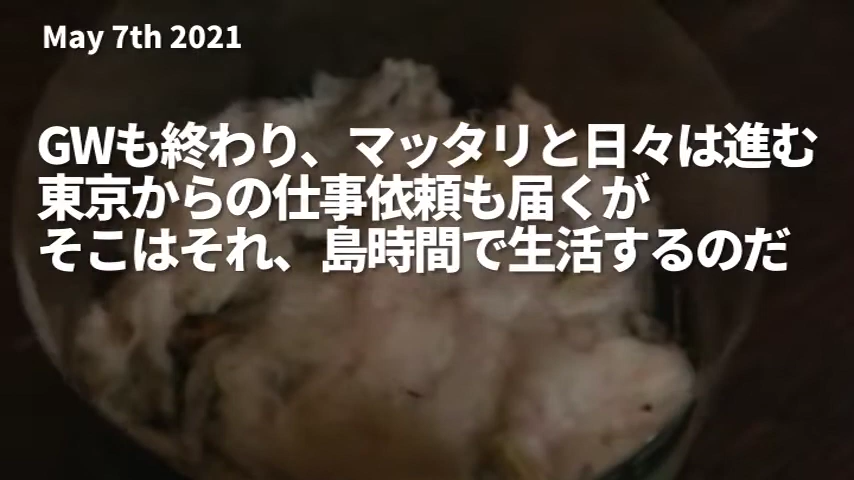 May 7th 2021
GWも終わり、マッタリと日々は進む
東京からの仕事依頼も届くが
そこはそれ、島時間で生活するのだ